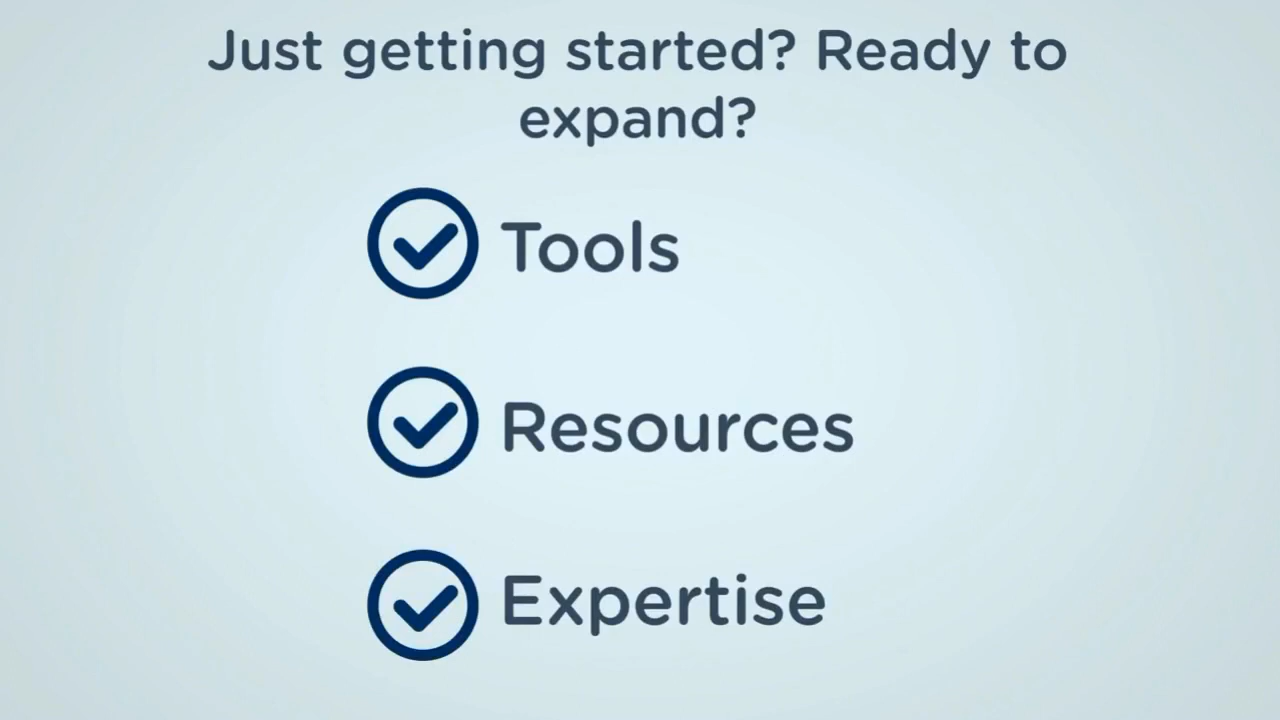 Just getting started? Ready to
expand?
Tools
Resources
Expertise